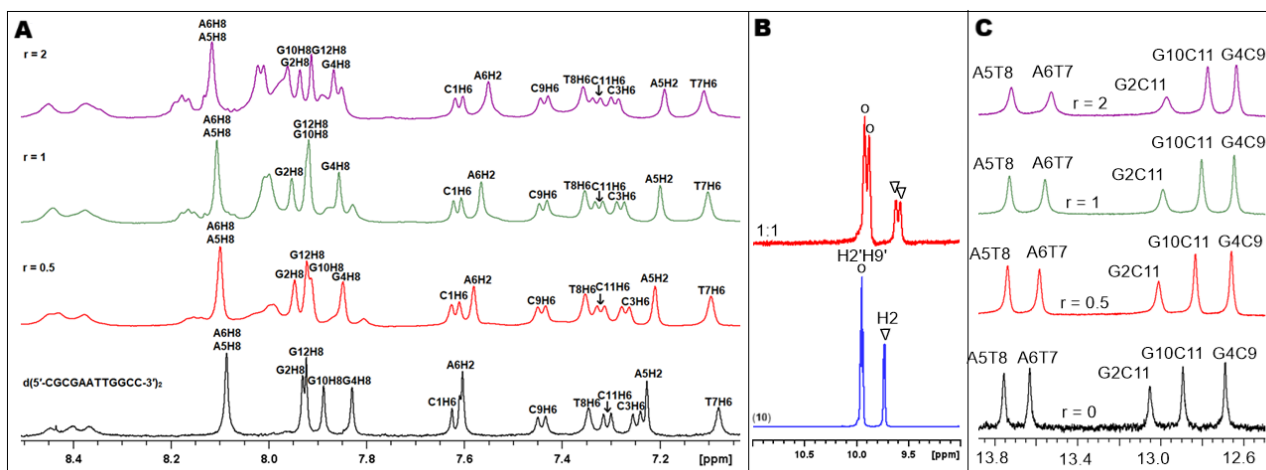 A
r = 2
A6H8
A5H8
G10H8
G12H8
G2H8
G4H8
C1H6
A6H2
C9H6
T8H6
C11H6
C3H6
A5H2
T7H6
r = 1
A6H8
A5H8
G12H8
G10H8
G2H8
G4H8
C1H6
A6H2
C9H6
T8H6
C11H6
C3H6
A5H2
T7H6
r = 0.5
A6H8
A5H8
G12H8
G2H8
G10H8
G4H8
C1H6
A6H2
C9H6
T8H6
C11H6
C3H6
A5H2
T7H6
d(5'-CGCGAATTGGCC-3')₂
A6H8
A5H8
G12H8
G2H8
G10H8
G4H8
C1H6
A6H2
C9H6
T8H6
C11H6
C3H6
A5H2
T7H6
8.4 8.2 8.0 7.8 7.6 7.4 7.2 [ppm]
B
o
o
▽
▽
1:1
H2'H9'
o
H2
▽
(10)
10.0 9.5 [ppm]
C
A5T8 A6T7 G2C11 G10C11 G4C9
r = 2
A5T8 A6T7 G2C11 G10C11 G4C9
r = 1
A5T8 A6T7 G2C11 G10C11 G4C9
r = 0.5
A5T8 A6T7 G2C11 G10C11 G4C9
r = 0
13.8 13.4 13.0 12.6